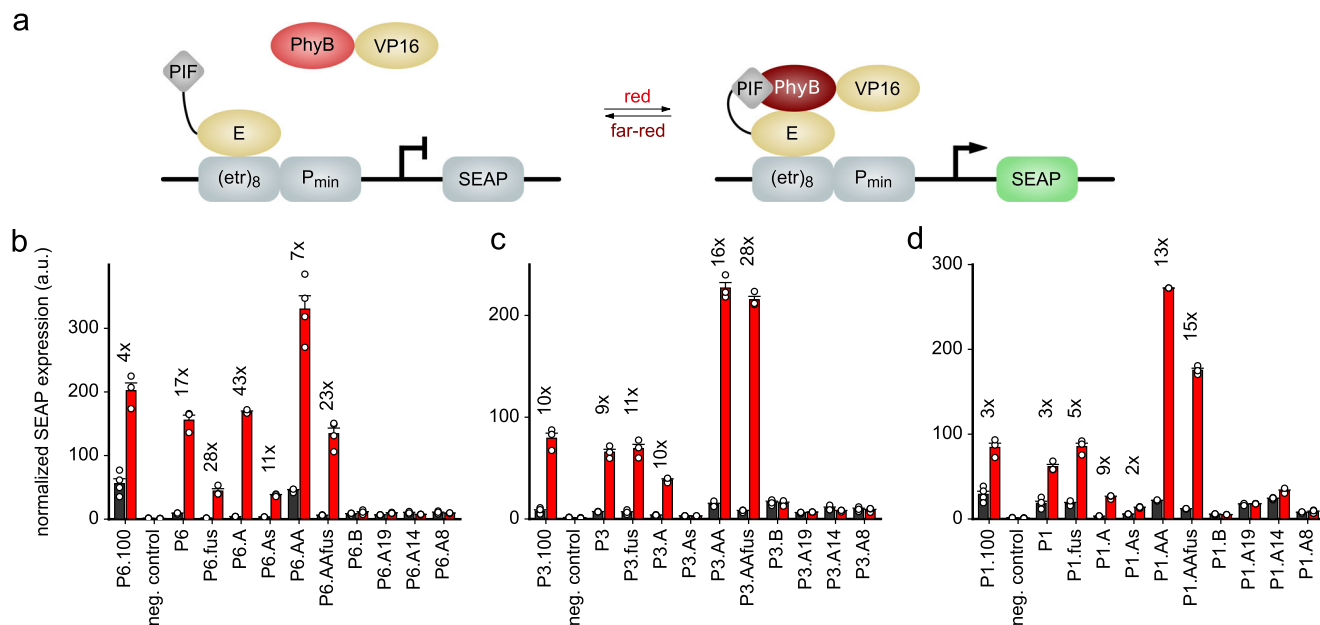 a
PhyB VP16
PIF
E
(etr)8 Pmin SEAP
red
far-red
PIF PhyB VP16
E
(etr)8 Pmin SEAP
b
normalized SEAP expression (a.u.)
300
200
100
0
4x
17x
28x
43x
11x
7x
23x
P6.100
neg. control
P6
P6.fus
P6.A
P6.As
P6.AA
P6.AAfus
P6.B
P6.A19
P6.A14
P6.A8
c
200
100
0
10x
9x
11x
10x
16x
28x
P3.100
neg. control
P3
P3.fus
P3.A
P3.As
P3.AA
P3.AAfus
P3.B
P3.A19
P3.A14
P3.A8
d
300
200
100
0
3x
3x
5x
9x
2x
13x
15x
P1.100
neg. control
P1
P1.fus
P1.A
P1.As
P1.AA
P1.AAfus
P1.B
P1.A19
P1.A14
P1.A8